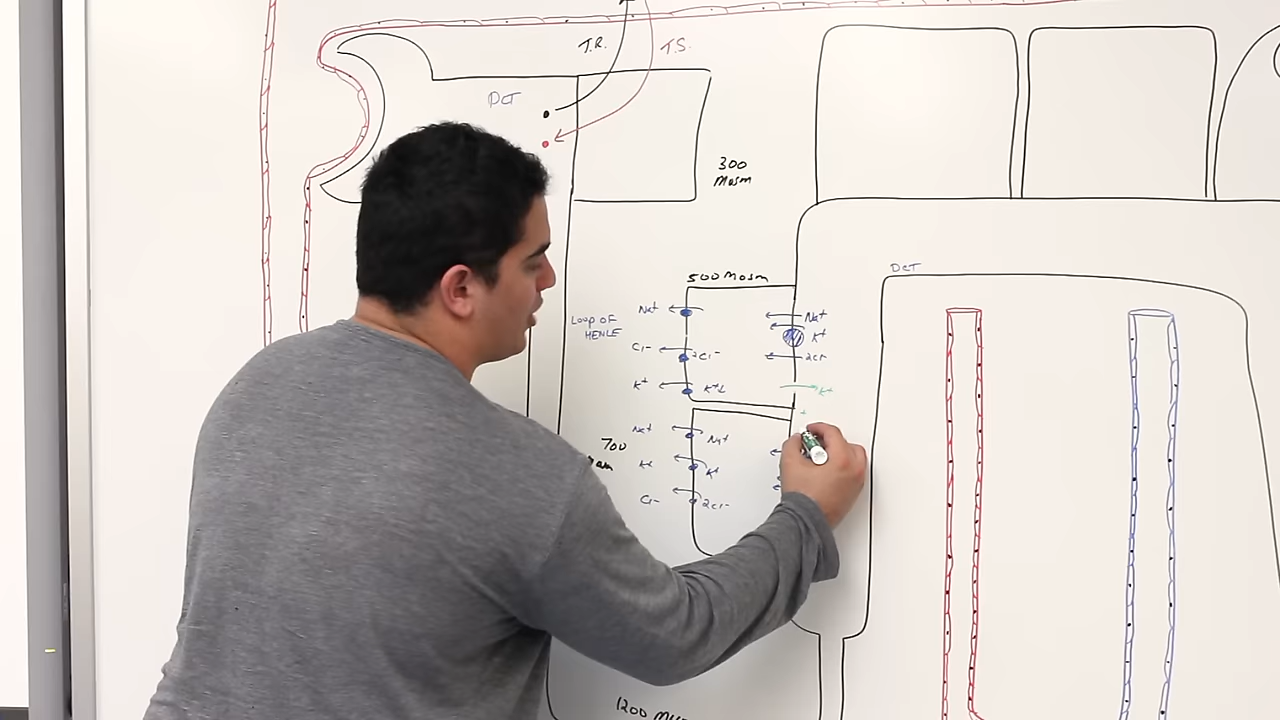 T.R.
T.S.
DCT
300
Mosm
DCT
500 Mosm
Na+
Na+
K+
Loop OF
HENLE
Cl-
2Cl-
2Cl-
K+
K+
K+
+
Na+
Na+
700
K+
K+
Cl-
2Cl-
1200